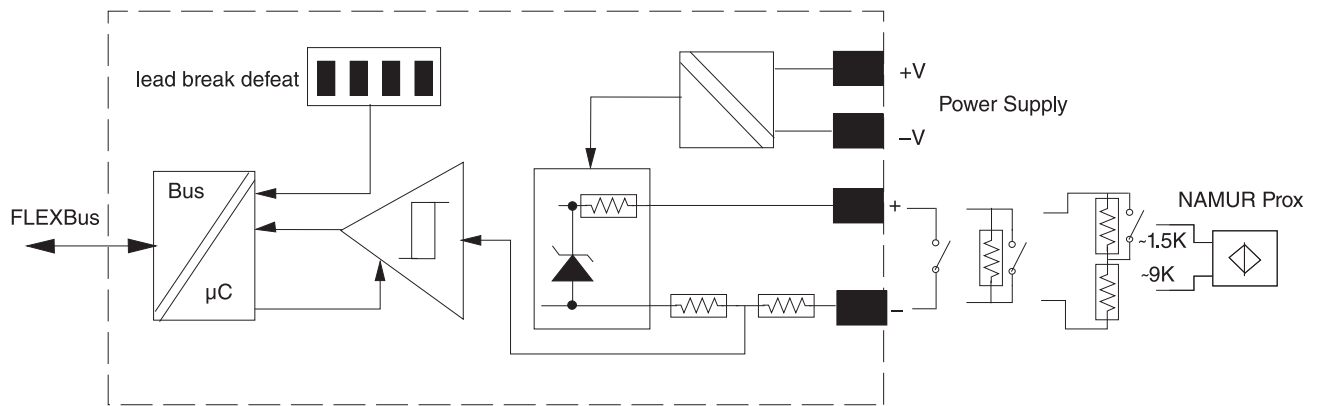 lead break defeat
+V
Power Supply
–V
Bus
FLEXBus
µC
+
–
NAMUR Prox
~1.5K
~9K